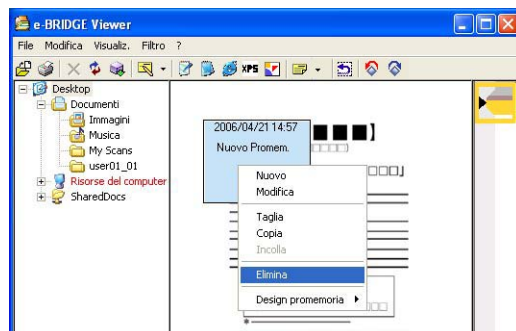 e-BRIDGE Viewer
File Modifica Visualiz. Filtro ?
XPS
Desktop
Documenti
Immagini
Musica
My Scans
user01_01
Risorse del computer
SharedDocs
2006/04/21 14:57
Nuovo Promem.
Nuovo
Modifica
Taglia
Copia
Incolla
Elimina
Design promemoria